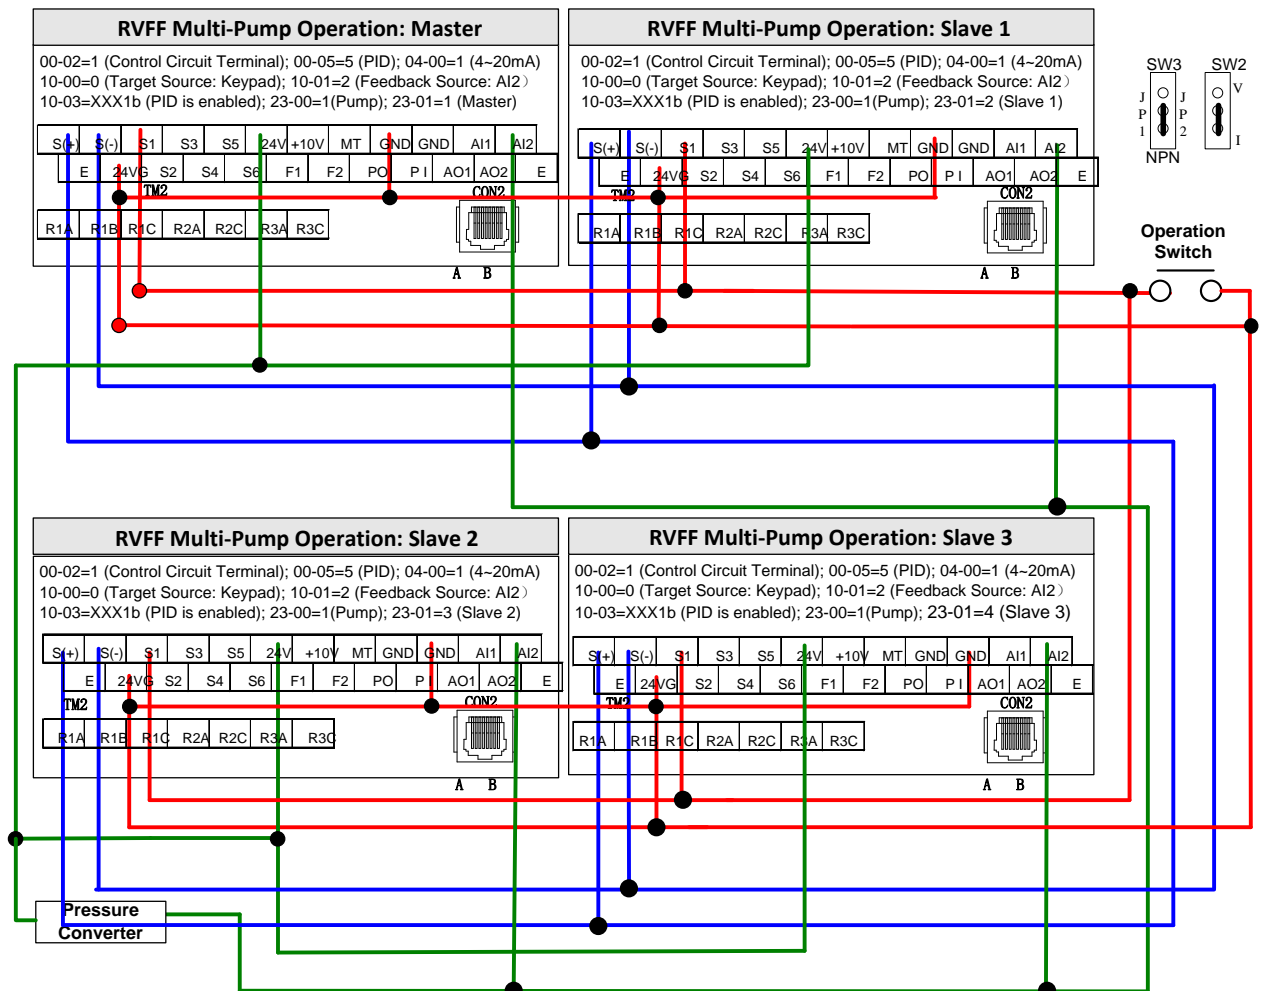 RVFF Multi-Pump Operation: Master
00-02=1 (Control Circuit Terminal); 00-05=5 (PID); 04-00=1 (4~20mA)
10-00=0 (Target Source: Keypad); 10-01=2 (Feedback Source: AI2）
10-03=XXX1b (PID is enabled); 23-00=1(Pump); 23-01=1 (Master)
S(+) S(-) S1 S3 S5 24V +10V MT GND GND AI1 AI2
E 24VG S2 S4 S6 F1 F2 PO PI AO1 AO2 E
TM2 CON2
R1A R1B R1C R2A R2C R3A R3C
A B
RVFF Multi-Pump Operation: Slave 1
00-02=1 (Control Circuit Terminal); 00-05=5 (PID); 04-00=1 (4~20mA)
10-00=0 (Target Source: Keypad); 10-01=2 (Feedback Source: AI2）
10-03=XXX1b (PID is enabled); 23-00=1(Pump); 23-01=2 (Slave 1)
S(+) S(-) S1 S3 S5 24V +10V MT GND GND AI1 AI2
E 24VG S2 S4 S6 F1 F2 PO PI AO1 AO2 E
TM2 CON2
R1A R1B R1C R2A R2C R3A R3C
A B
SW3 SW2
J J V
P P
1 2 I
NPN
Operation
Switch
RVFF Multi-Pump Operation: Slave 2
00-02=1 (Control Circuit Terminal); 00-05=5 (PID); 04-00=1 (4~20mA)
10-00=0 (Target Source: Keypad); 10-01=2 (Feedback Source: AI2）
10-03=XXX1b (PID is enabled); 23-00=1(Pump); 23-01=3 (Slave 2)
S(+) S(-) S1 S3 S5 24V +10V MT GND GND AI1 AI2
E 24VG S2 S4 S6 F1 F2 PO PI AO1 AO2 E
TM2 CON2
R1A R1B R1C R2A R2C R3A R3C
A B
RVFF Multi-Pump Operation: Slave 3
00-02=1 (Control Circuit Terminal); 00-05=5 (PID); 04-00=1 (4~20mA)
10-00=0 (Target Source: Keypad); 10-01=2 (Feedback Source: AI2）
10-03=XXX1b (PID is enabled); 23-00=1(Pump); 23-01=4 (Slave 3)
S(+) S(-) S1 S3 S5 24V +10V MT GND GND AI1 AI2
E 24VG S2 S4 S6 F1 F2 PO PI AO1 AO2 E
TM2 CON2
R1A R1B R1C R2A R2C R3A R3C
A B
Pressure
Converter